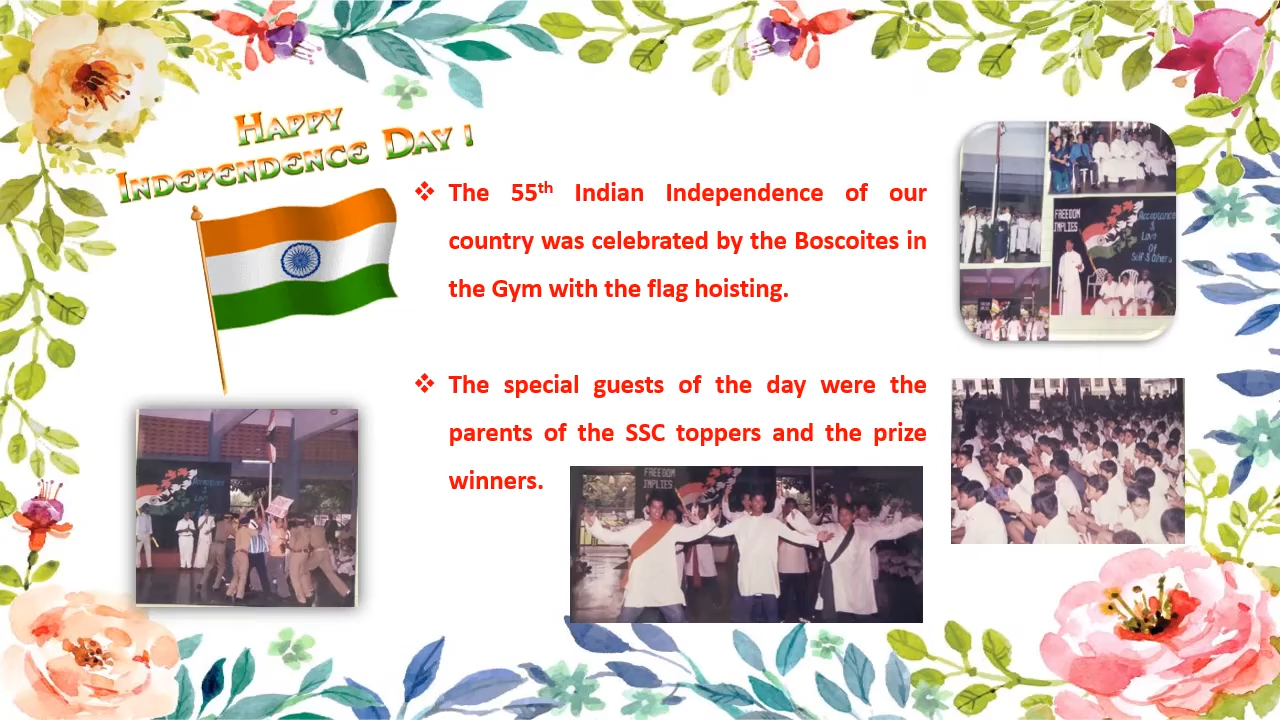 HAPPY
INDEPENDENCE DAY !
❖ The 55th Indian Independence of our
country was celebrated by the Boscoites in
the Gym with the flag hoisting.
❖ The special guests of the day were the
parents of the SSC toppers and the prize
winners.
FREEDOM
IMPLIES
Acceptance
&
Love
Of
Self & Others
Acceptance
&
Love
FREEDOM
IMPLIES